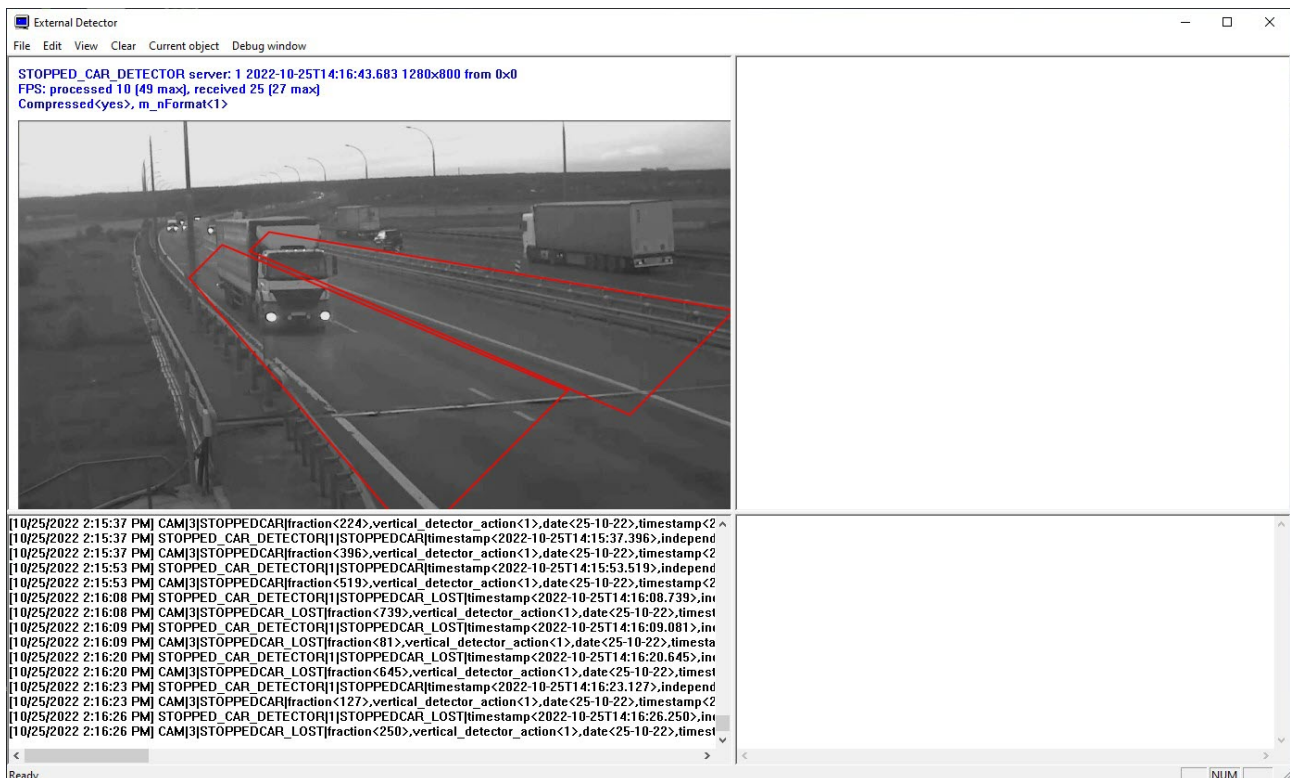 External Detector
File Edit View Clear Current object Debug window
STOPPED_CAR_DETECTOR server: 1 2022-10-25T14:16:43.683 1280x800 from 0x0
FPS: processed 10 (49 max), received 25 (27 max)
Compressed<yes>, m_nFormat<1>
[10/25/2022 2:15:37 PM] CAM|3|STOPPEDCAR|fraction<224>,vertical_detector_action<1>,date<25-10-22>,timestamp<2
[10/25/2022 2:15:37 PM] STOPPED_CAR_DETECTOR|1|STOPPEDCAR|timestamp<2022-10-25T14:15:37.396>,independ
[10/25/2022 2:15:37 PM] CAM|3|STOPPEDCAR|fraction<396>,vertical_detector_action<1>,date<25-10-22>,timestamp<2
[10/25/2022 2:15:53 PM] STOPPED_CAR_DETECTOR|1|STOPPEDCAR|timestamp<2022-10-25T14:15:53.519>,independ
[10/25/2022 2:15:53 PM] CAM|3|STOPPEDCAR|fraction<519>,vertical_detector_action<1>,date<25-10-22>,timestamp<2
[10/25/2022 2:16:08 PM] STOPPED_CAR_DETECTOR|1|STOPPEDCAR_LOST|timestamp<2022-10-25T14:16:08.739>,in
[10/25/2022 2:16:08 PM] CAM|3|STOPPEDCAR_LOST|fraction<739>,vertical_detector_action<1>,date<25-10-22>,timest
[10/25/2022 2:16:09 PM] STOPPED_CAR_DETECTOR|1|STOPPEDCAR_LOST|timestamp<2022-10-25T14:16:09.081>,in
[10/25/2022 2:16:09 PM] CAM|3|STOPPEDCAR_LOST|fraction<81>,vertical_detector_action<1>,date<25-10-22>,timesta
[10/25/2022 2:16:20 PM] STOPPED_CAR_DETECTOR|1|STOPPEDCAR_LOST|timestamp<2022-10-25T14:16:20.645>,in
[10/25/2022 2:16:20 PM] CAM|3|STOPPEDCAR_LOST|fraction<645>,vertical_detector_action<1>,date<25-10-22>,timest
[10/25/2022 2:16:23 PM] STOPPED_CAR_DETECTOR|1|STOPPEDCAR|timestamp<2022-10-25T14:16:23.127>,independ
[10/25/2022 2:16:23 PM] CAM|3|STOPPEDCAR|fraction<127>,vertical_detector_action<1>,date<25-10-22>,timestamp<2
[10/25/2022 2:16:26 PM] STOPPED_CAR_DETECTOR|1|STOPPEDCAR_LOST|timestamp<2022-10-25T14:16:26.250>,in
[10/25/2022 2:16:26 PM] CAM|3|STOPPEDCAR_LOST|fraction<250>,vertical_detector_action<1>,date<25-10-22>,timest
Ready NUM